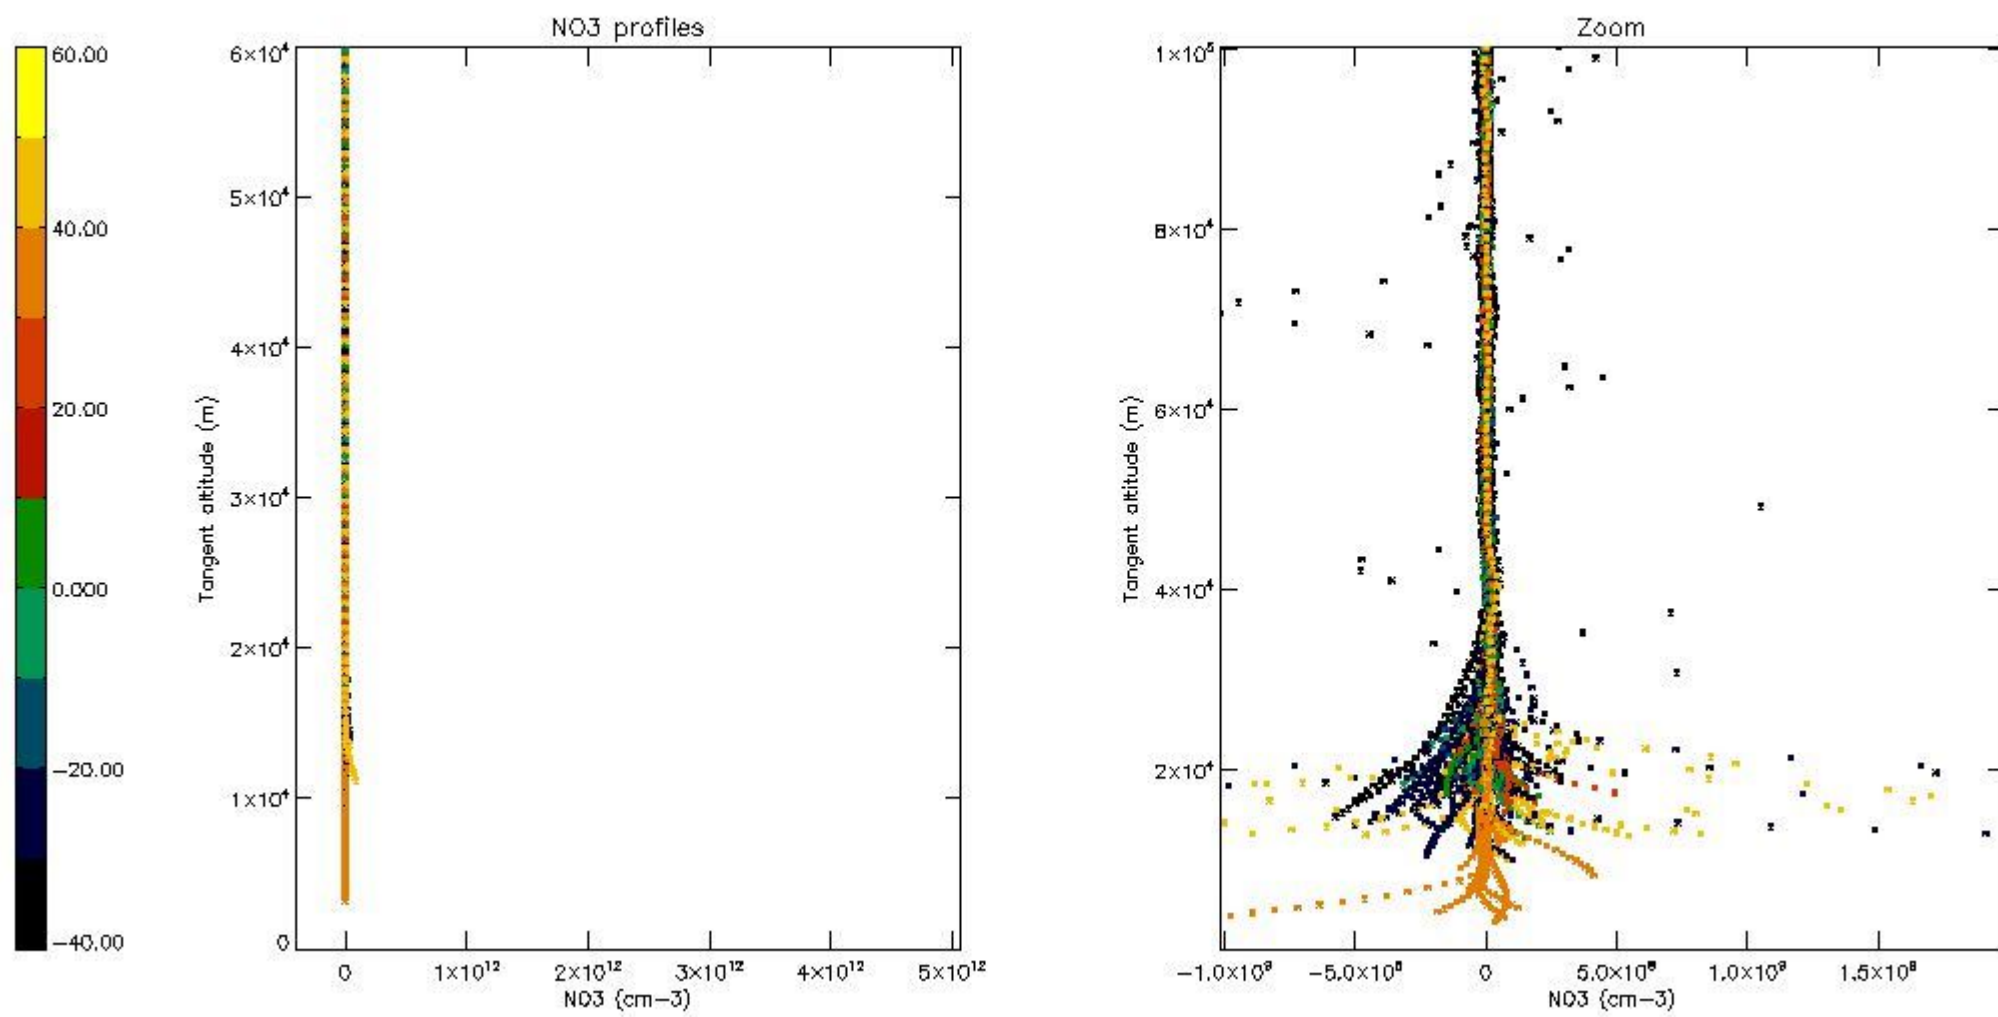 NO3 profiles
60.00
40.00
20.00
0.000
−20.00
−40.00
Tangent altitude (m)
6×10⁴
5×10⁴
4×10⁴
3×10⁴
2×10⁴
1×10⁴
0
0 1×10¹² 2×10¹² 3×10¹² 4×10¹² 5×10¹²
NO3 (cm−3)
Zoom
Tangent altitude (m)
1×10⁵
8×10⁴
6×10⁴
4×10⁴
2×10⁴
−1.0×10⁹ −5.0×10⁸ 0 5.0×10⁸ 1.0×10⁹ 1.5×10⁹
NO3 (cm−3)